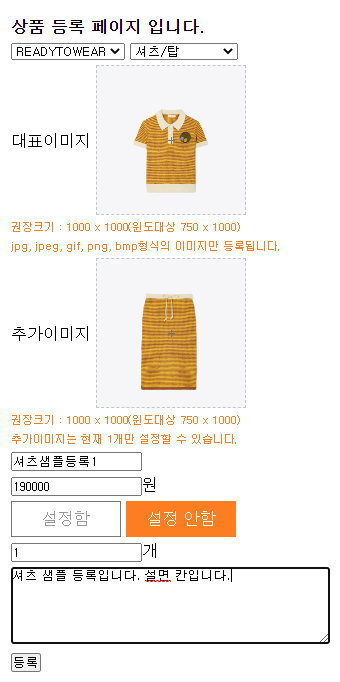 상품 등록 페이지 입니다.
READYTOWEAR 셔츠/탑
대표이미지
권장크기 : 1000 x 1000(윈도대상 750 x 1000)
jpg, jpeg, gif, png, bmp형식의 이미지만 등록됩니다.
추가이미지
권장크기 : 1000 x 1000(윈도대상 750 x 1000)
추가이미지는 현재 1개만 설정할 수 있습니다.
셔츠샘플등록1
190000 원
설정함 설정 안함
1 개
셔츠 샘플 등록입니다. 설면 칸입니다.
등록